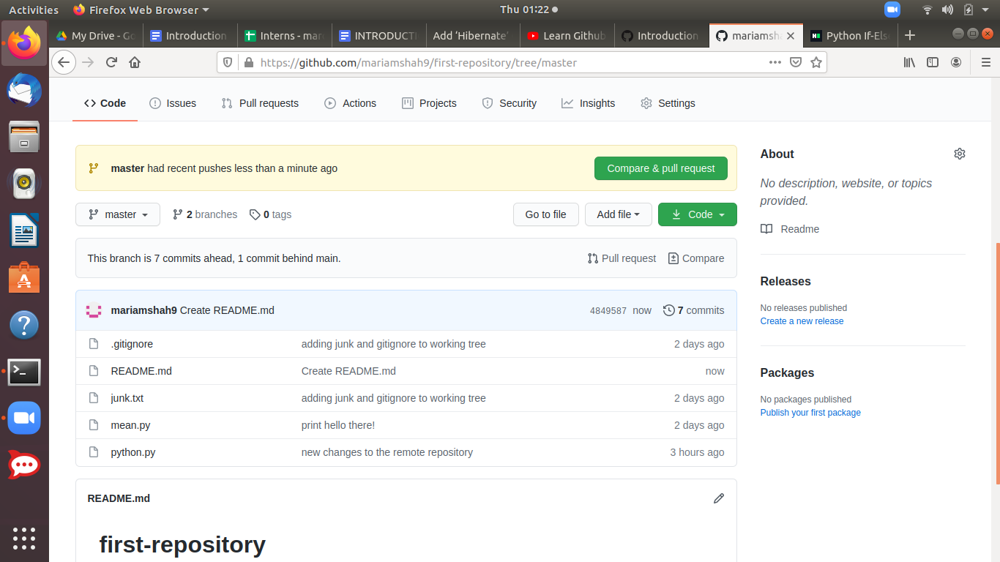 Activities Firefox Web Browser Thu 01:22
My Drive - Go Introduction Interns - mar INTRODUCTI Add ‘Hibernate’ Learn Github Introduction mariamsha Python If-Els
https://github.com/mariamshah9/first-repository/tree/master
Code Issues Pull requests Actions Projects Security Insights Settings
master had recent pushes less than a minute ago Compare & pull request
master 2 branches 0 tags Go to file Add file Code
This branch is 7 commits ahead, 1 commit behind main. Pull request Compare
mariamshah9 Create README.md 4849587 now 7 commits
.gitignore adding junk and gitignore to working tree 2 days ago
README.md Create README.md now
junk.txt adding junk and gitignore to working tree 2 days ago
mean.py print hello there! 2 days ago
python.py new changes to the remote repository 3 hours ago
README.md
first-repository
About
No description, website, or topics
provided.
Readme
Releases
No releases published
Create a new release
Packages
No packages published
Publish your first package